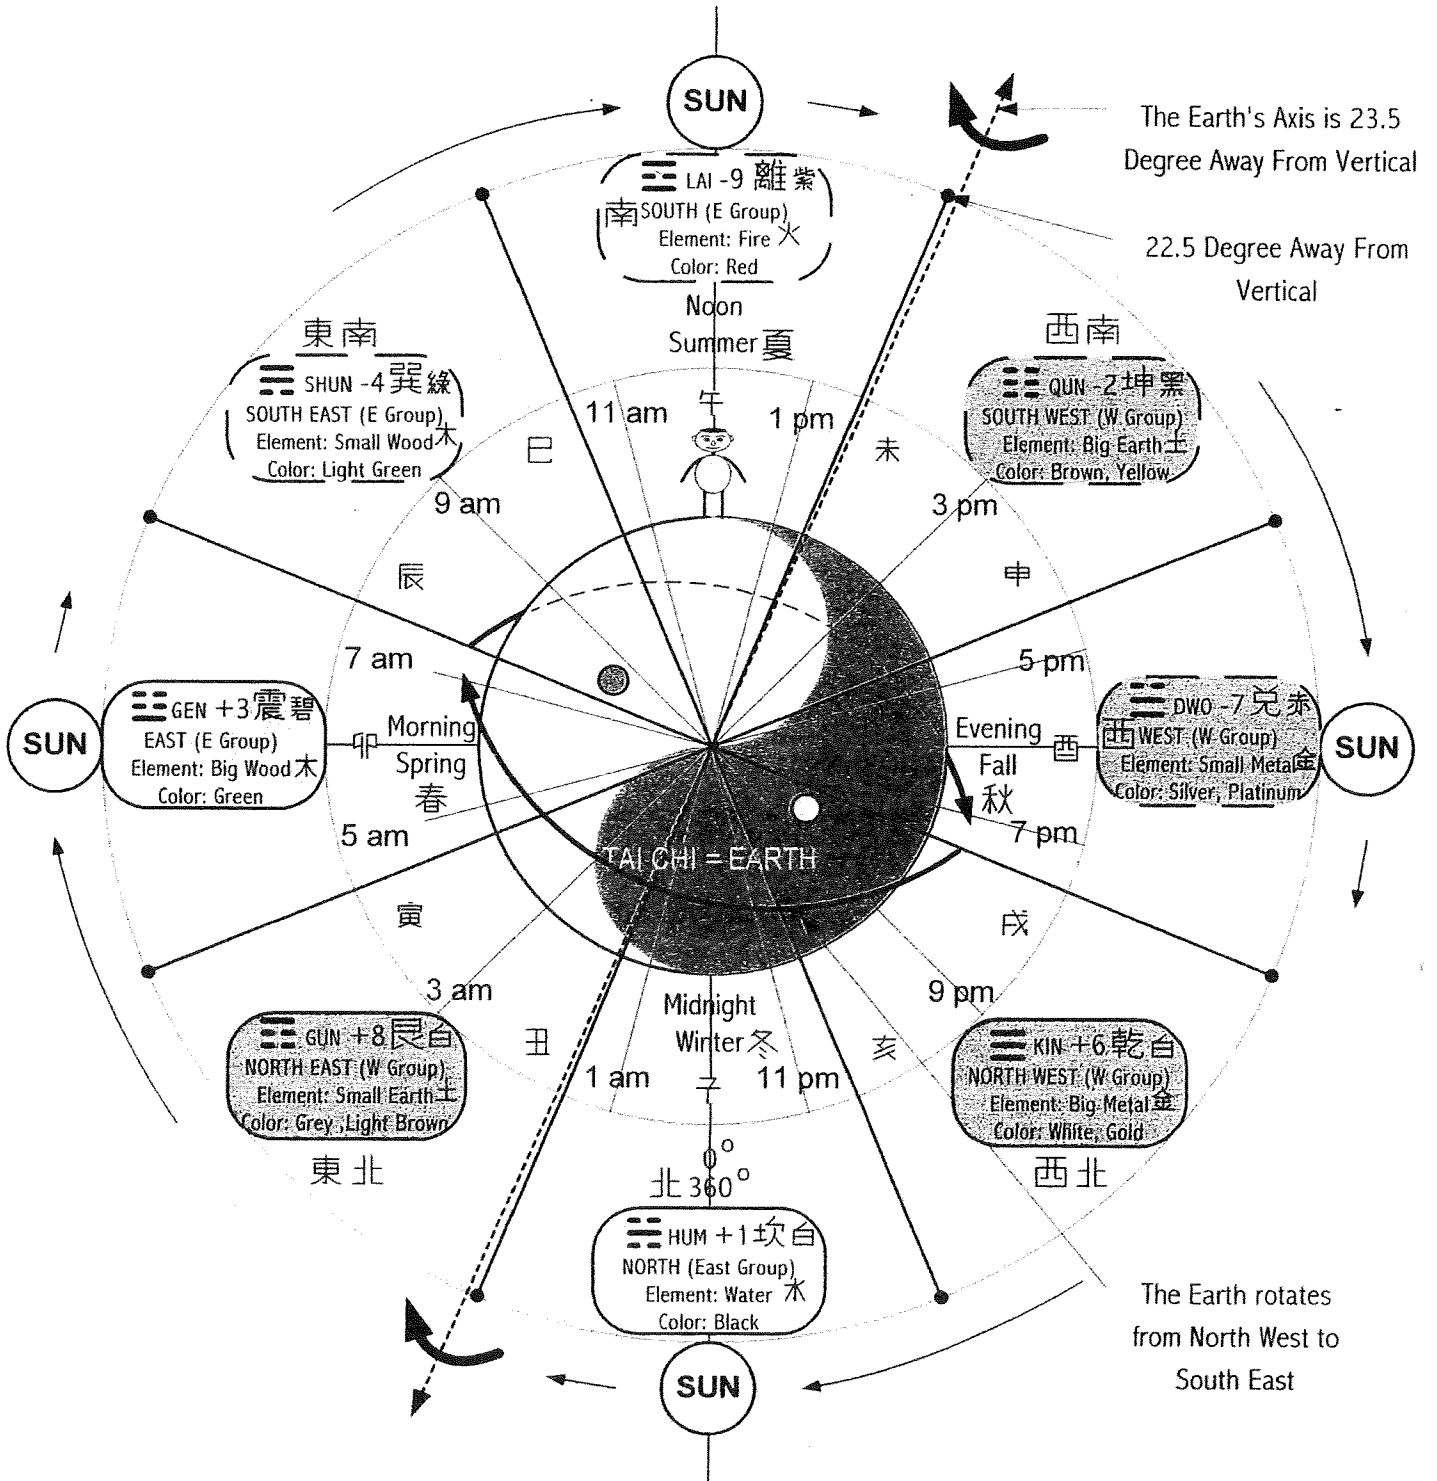 SUN
The Earth's Axis is 23.5
Degree Away From Vertical
LAI -9 離紫
南 SOUTH (E Group)
Element: Fire 火
Color: Red
22.5 Degree Away From
Vertical
Noon
Summer 夏
東南
SHUN -4 巽綠
SOUTH EAST (E Group)
Element: Small Wood 木
Color: Light Green
西南
QUN -2 坤黑
SOUTH WEST (W Group)
Element: Big Earth 土
Color: Brown, Yellow
11 am
午
1 pm
巳
未
9 am
3 pm
辰
申
7 am
5 pm
SUN
GEN +3 震碧
EAST (E Group)
Element: Big Wood 木
Color: Green
卯
Morning
Spring
春
Evening
Fall
秋
酉
DWO -7 兌赤
西 WEST (W Group)
Element: Small Metal 金
Color: Silver, Platinum
SUN
5 am
7 pm
TAI CHI = EARTH
寅
戌
3 am
9 pm
Midnight
Winter 冬
丑
亥
1 am
子
11 pm
GUN +8 艮白
NORTH EAST (W Group)
Element: Small Earth 土
Color: Grey ,Light Brown
東北
KIN +6 乾白
NORTH WEST (W Group)
Element: Big Metal 金
Color: White, Gold
西北
0°
北 360°
HUM +1 坎白
NORTH (East Group)
Element: Water 水
Color: Black
The Earth rotates
from North West to
South East
SUN